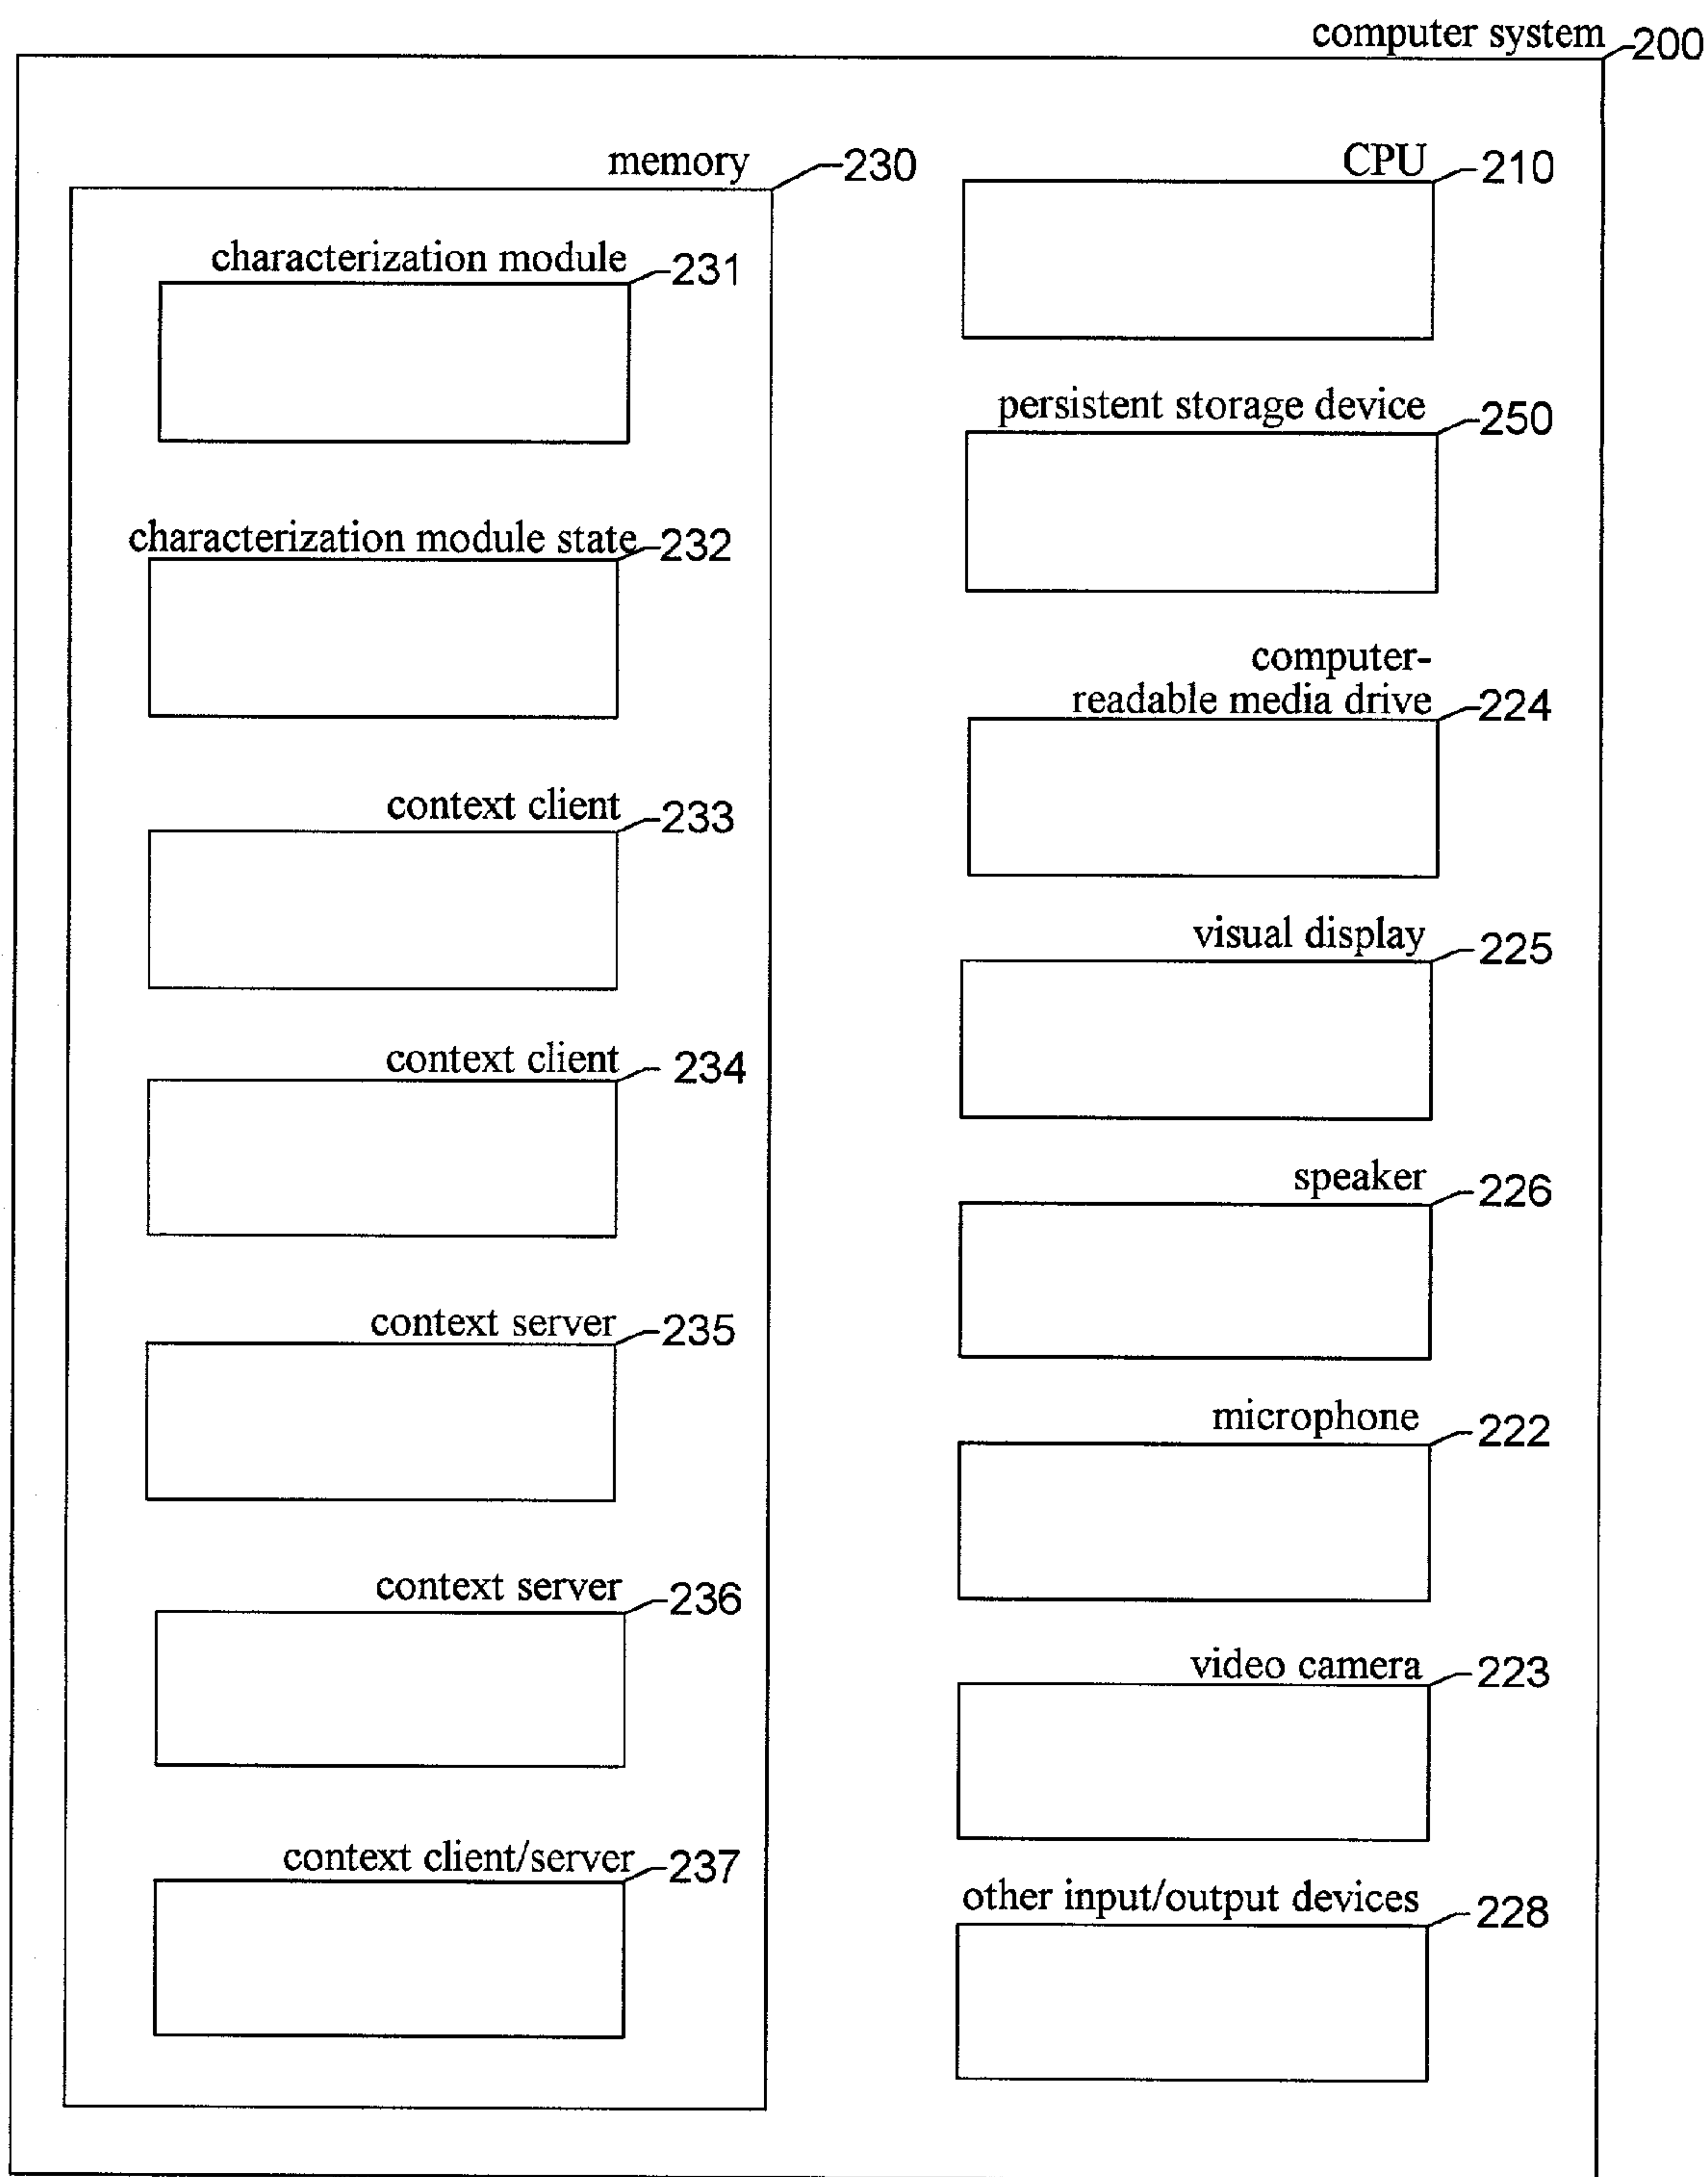 computer system 200
memory 230
characterization module 231
characterization module state 232
context client 233
context client 234
context server 235
context server 236
context client/server 237
CPU 210
persistent storage device 250
computer-
readable media drive 224
visual display 225
speaker 226
microphone 222
video camera 223
other input/output devices 228